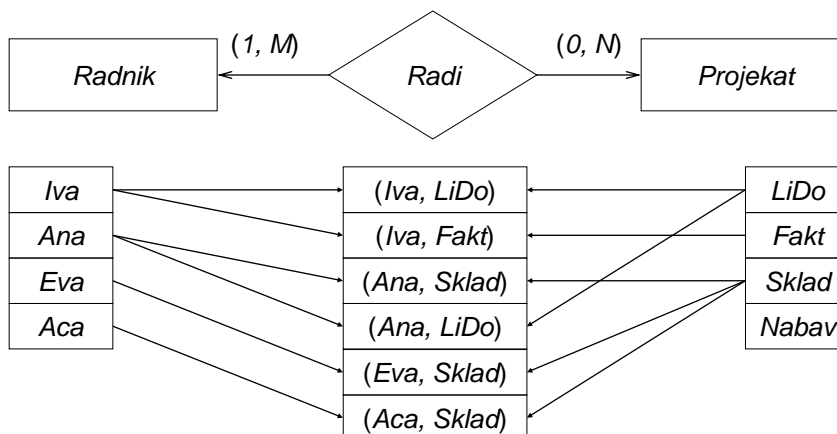 (1, M) (0, N)
Radnik Radi Projekat
Iva (Iva, LiDo) LiDo
Ana (Iva, Fakt) Fakt
Eva (Ana, Sklad) Sklad
Aca (Ana, LiDo) Nabav
(Eva, Sklad)
(Aca, Sklad)